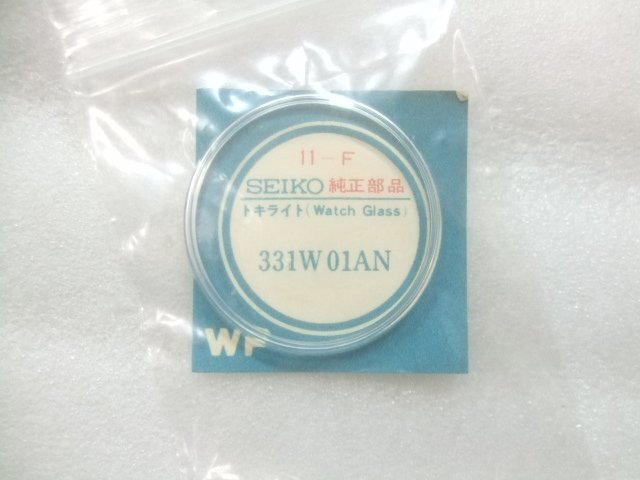 11-F
SEIKO 純正部品
トキライト(Watch Glass)
331W01AN
WF